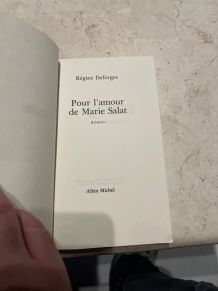 Régine Deforges
Pour l'amour
de Marie Salat
ROMAN
Albin Michel